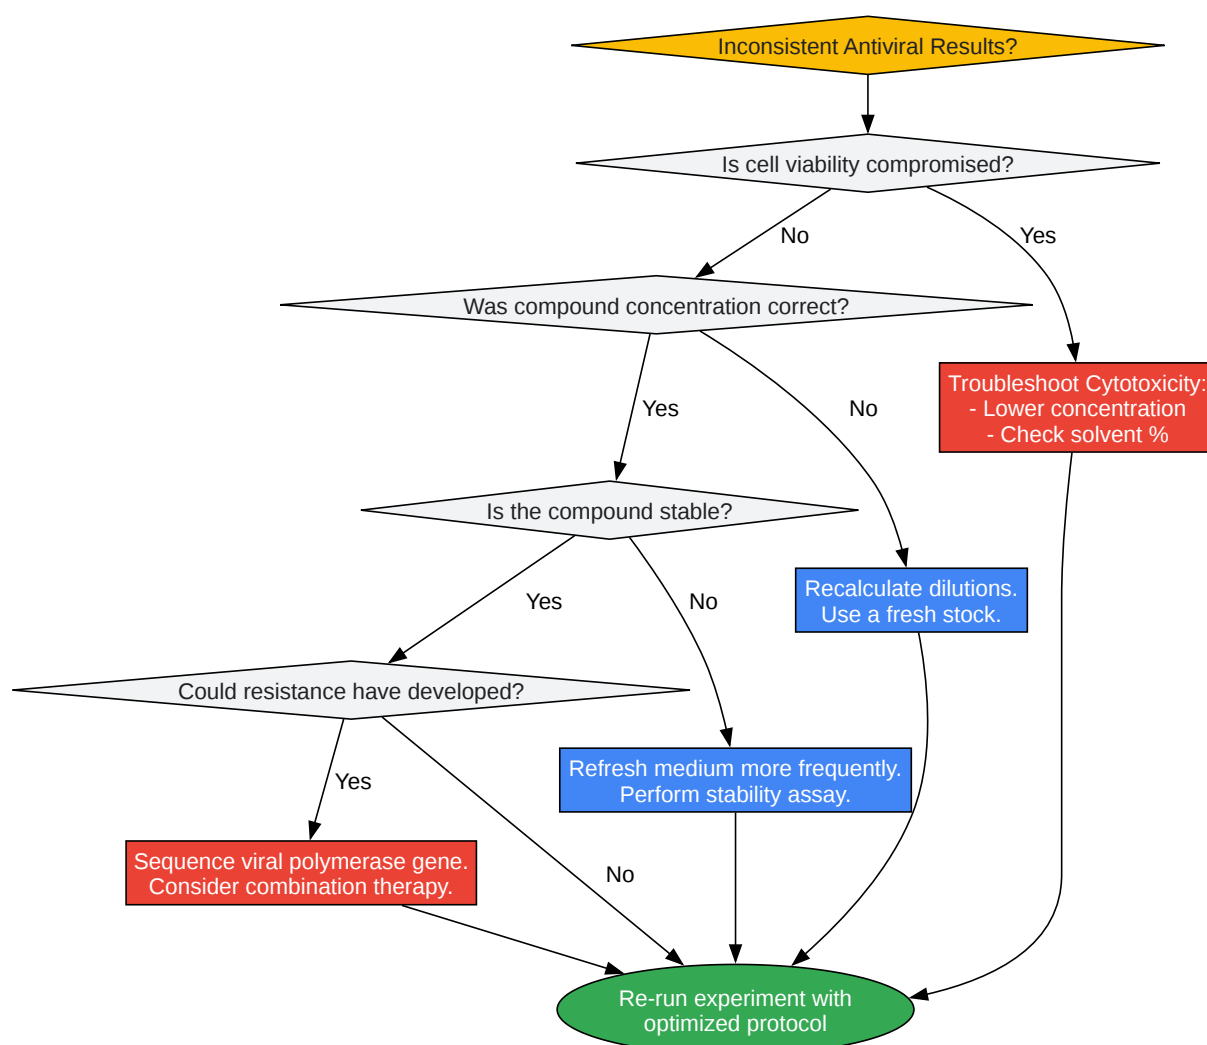 Inconsistent Antiviral Results?
Is cell viability compromised?
No
Yes
Was compound concentration correct?
Troubleshoot Cytotoxicity:
- Lower concentration
- Check solvent %
Yes
No
Is the compound stable?
Recalculate dilutions.
Use a fresh stock.
Yes
No
Could resistance have developed?
Refresh medium more frequently.
Perform stability assay.
Yes
Sequence viral polymerase gene.
Consider combination therapy.
No
Re-run experiment with
optimized protocol